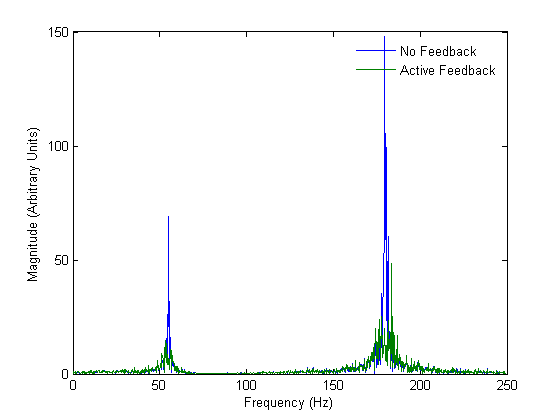 150
100
50
0
0
50
100
150
200
250
No Feedback
Active Feedback
Magnitude (Arbitrary Units)
Frequency (Hz)